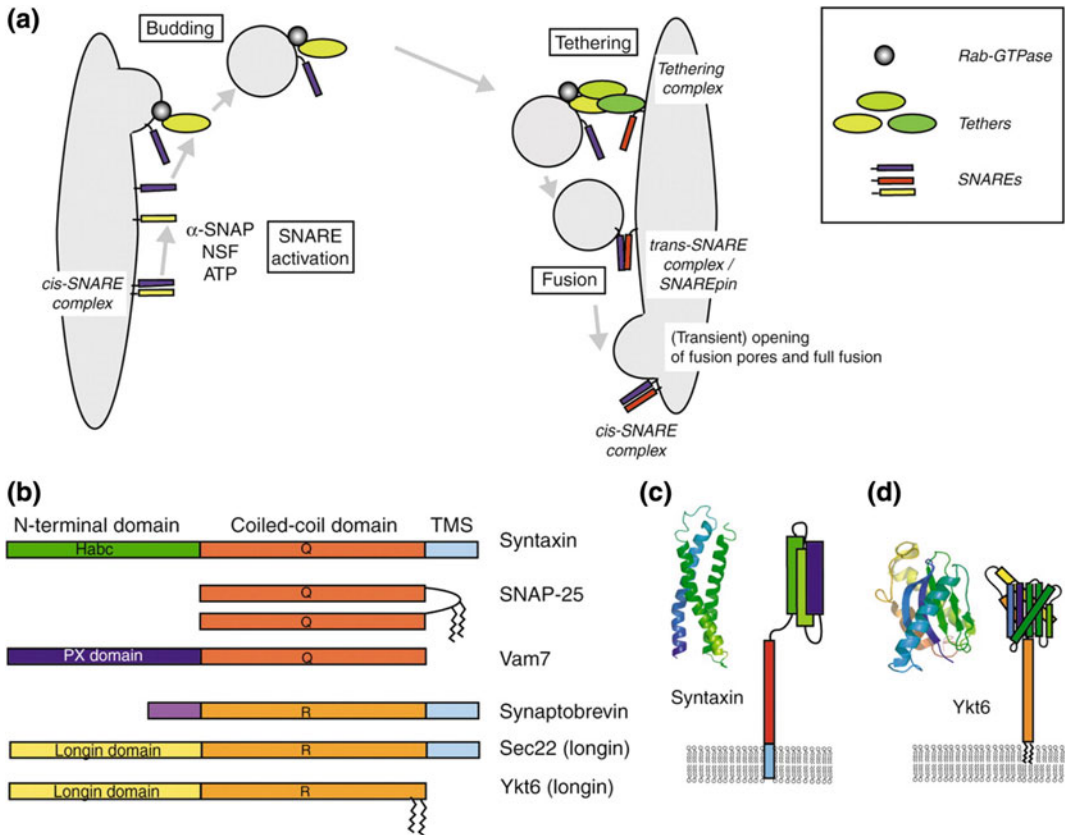 (a)
Budding
Tethering
Tethering
complex
Rab-GTPase
Tethers
SNAREs
α-SNAP
NSF
ATP
SNARE
activation
cis-SNARE
complex
trans-SNARE
complex /
SNAREpin
Fusion
(Transient) opening
of fusion pores and full fusion
cis-SNARE
complex
(b)
N-terminal domain
Coiled-coil domain
TMS
Habc
Q
Syntaxin
Q
SNAP-25
Q
PX domain
Q
Vam7
R
Synaptobrevin
Longin domain
R
Sec22 (longin)
Longin domain
R
Ykt6 (longin)
(c)
Syntaxin
(d)
Ykt6